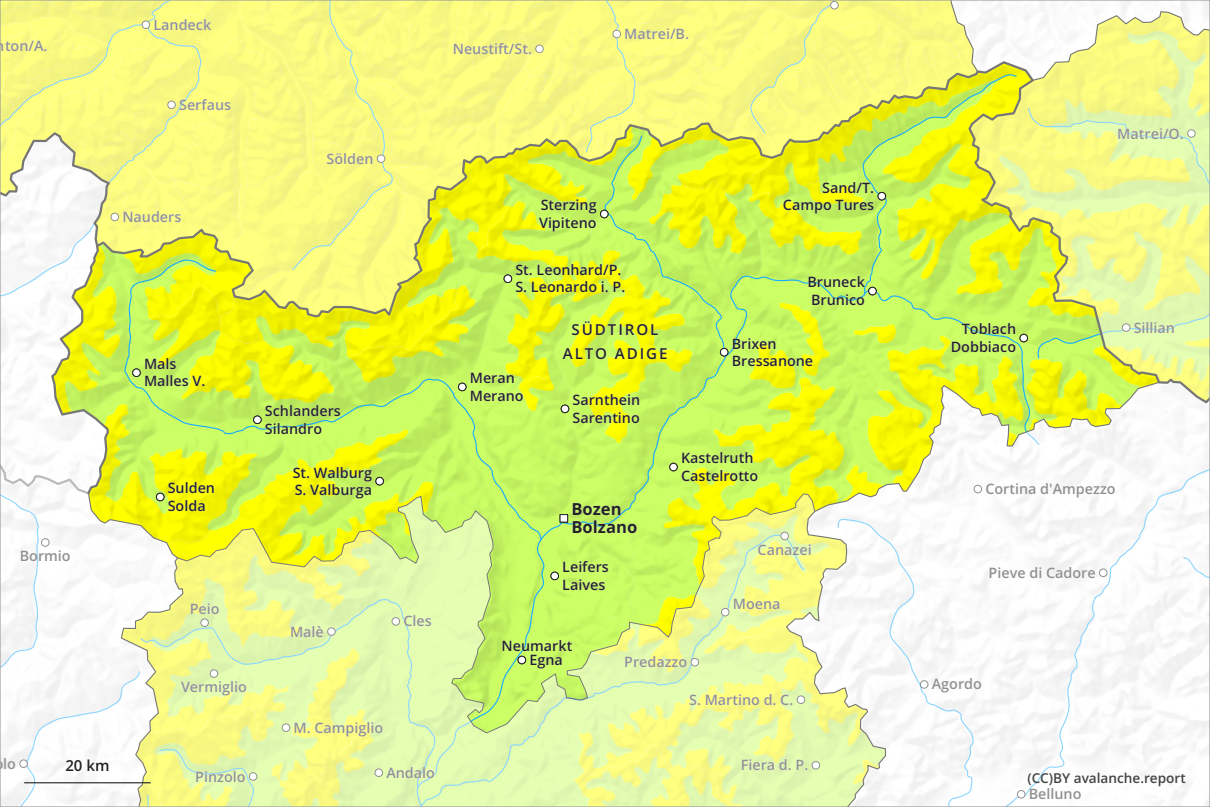 Landeck
nton/A.
Neustift/St.
Matrei/B.
Serfaus
Matrei/O.
Sölden
Sand/T.
Campo Tures
Sterzing
Vipiteno
Nauders
St. Leonhard/P.
S. Leonardo i. P.
Bruneck
Brunico
SÜDTIROL
ALTO ADIGE
Toblach
Dobbiaco
Sillian
Brixen
Bressanone
Mals
Malles V.
Meran
Merano
Sarnthein
Sarentino
Schlanders
Silandro
Kastelruth
Castelrotto
St. Walburg
S. Valburga
Sulden
Solda
Cortina d'Ampezzo
Bozen
Bolzano
Bormio
Canazei
Leifers
Laives
Pieve di Cadore
Peio
Moena
Cles
Malè
Neumarkt
Egna
Predazzo
Vermiglio
Agordo
S. Martino d. C.
M. Campiglio
olo
20 km
Pinzolo
Andalo
Fiera d. P.
(CC)BY avalanche.report
Belluno